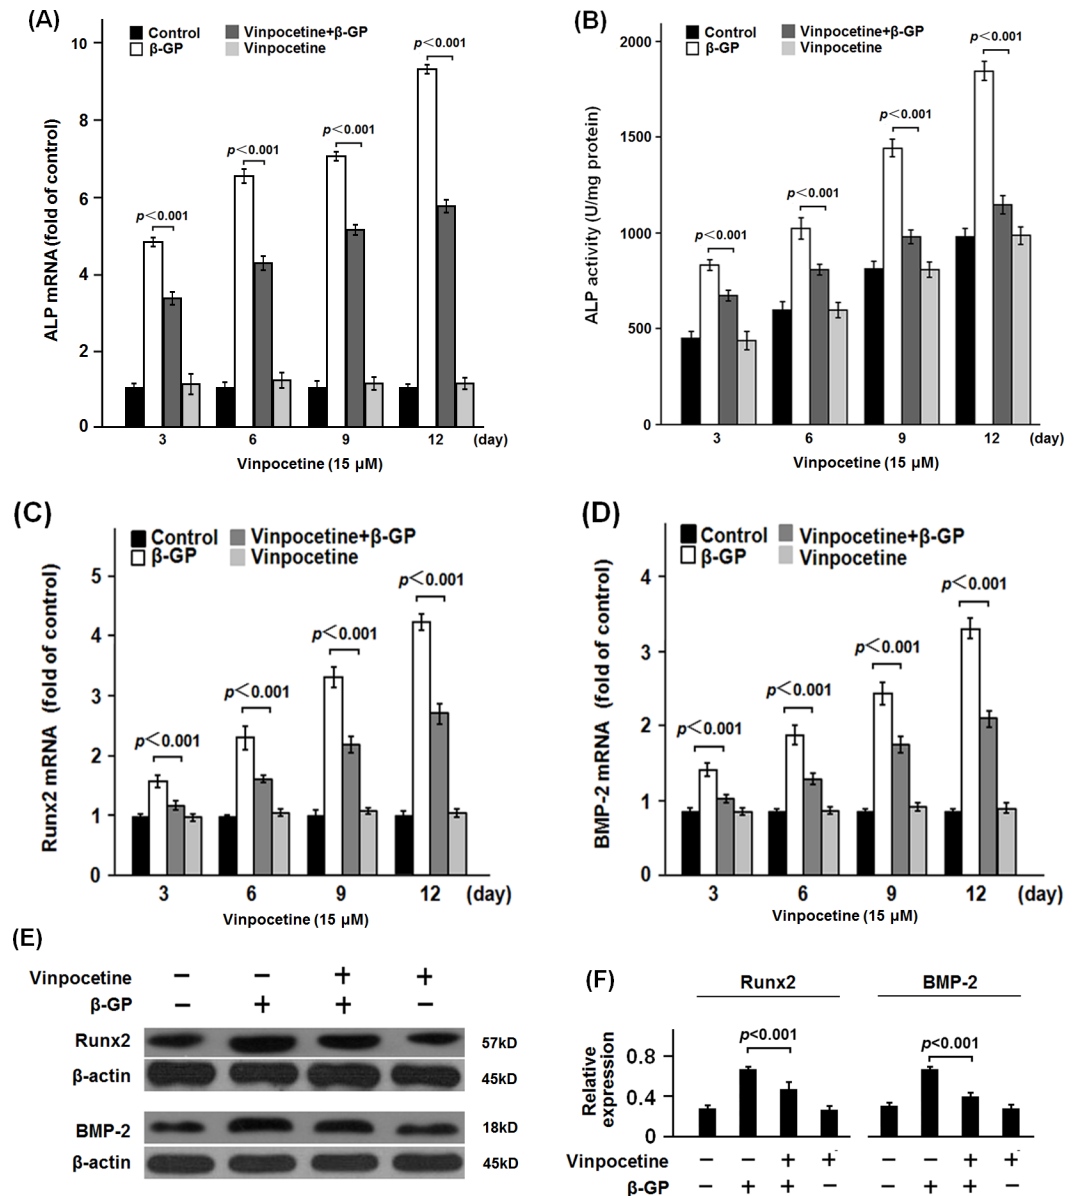 (A)
Control
Vinpocetine+β-GP
β-GP
Vinpocetine
ALP mRNA (fold of control)
10
8
6
4
2
0
p<0.001
p<0.001
p<0.001
p<0.001
3 6 9 12 (day)
Vinpocetine (15 μM)
(B)
Control
Vinpocetine+β-GP
β-GP
Vinpocetine
ALP activity (U/mg protein)
2000
1500
1000
500
0
p<0.001
p<0.001
p<0.001
p<0.001
3 6 9 12 (day)
Vinpocetine (15 μM)
(C)
Control
Vinpocetine+β-GP
β-GP
Vinpocetine
Runx2 mRNA (fold of control)
5
4
3
2
1
0
p<0.001
p<0.001
p<0.001
p<0.001
3 6 9 12 (day)
Vinpocetine (15 μM)
(D)
Control
Vinpocetine+β-GP
β-GP
Vinpocetine
BMP-2 mRNA (fold of control)
4
3
2
1
0
p<0.001
p<0.001
p<0.001
p<0.001
3 6 9 12 (day)
Vinpocetine (15 μM)
(E)
Vinpocetine − − + +
β-GP − + + −
Runx2 57kD
β-actin 45kD
BMP-2 18kD
β-actin 45kD
(F)
Runx2 BMP-2
Relative
expression
0.8
0.4
0
p<0.001
p<0.001
Vinpocetine − − + + − − + +
β-GP − + + − − + + −